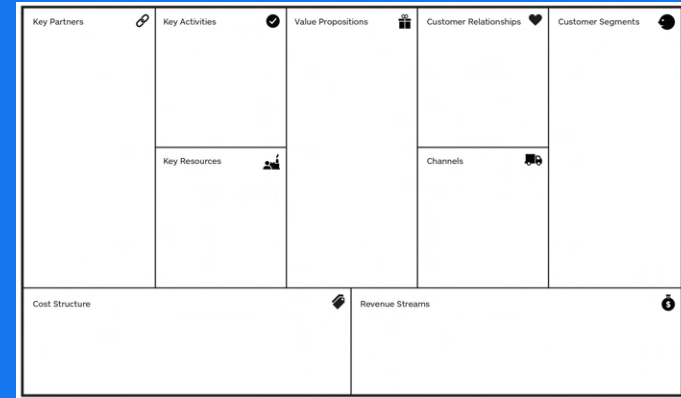 Key Partners
Key Activities
Value Propositions
Customer Relationships
Customer Segments
Key Resources
Channels
Cost Structure
Revenue Streams
$